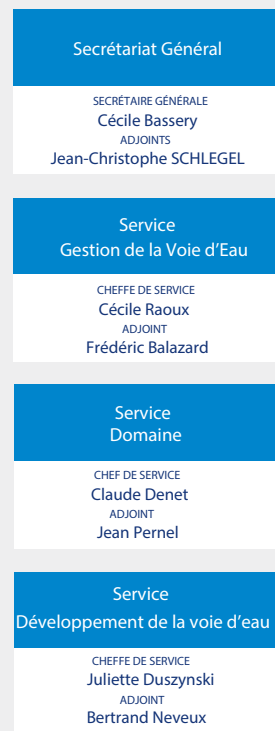 Secrétariat Général
SECRÉTAIRE GÉNÉRALE
Cécile Bassery
ADJOINTS
Jean-Christophe SCHLEGEL
Service
Gestion de la Voie d'Eau
CHEFFE DE SERVICE
Cécile Raoux
ADJOINT
Frédéric Balazard
Service
Domaine
CHEF DE SERVICE
Claude Denet
ADJOINT
Jean Pernel
Service
Développement de la voie d'eau
CHEFFE DE SERVICE
Juliette Duszynski
ADJOINT
Bertrand Neveux